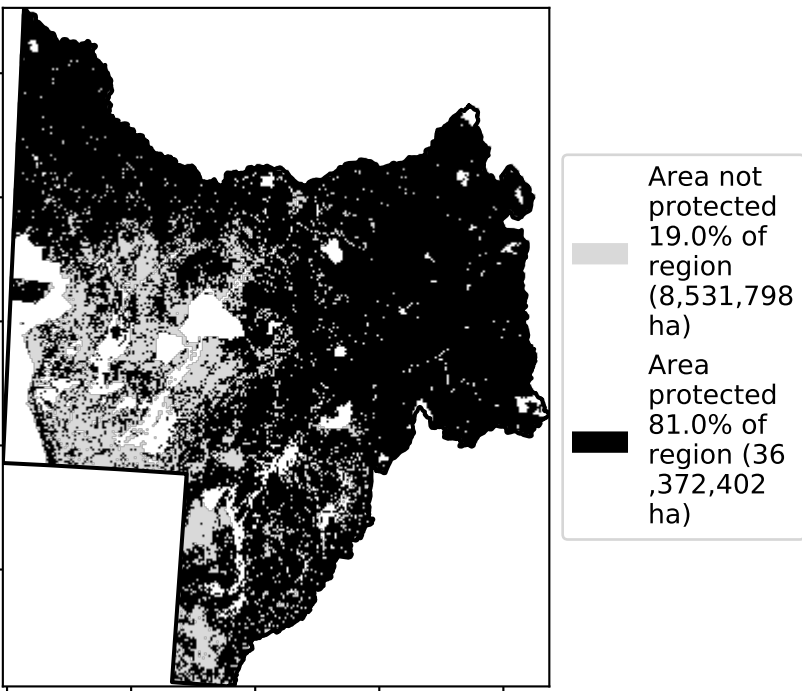 Area not
protected
19.0% of
region
(8,531,798
ha)
Area
protected
81.0% of
region (36
,372,402
ha)